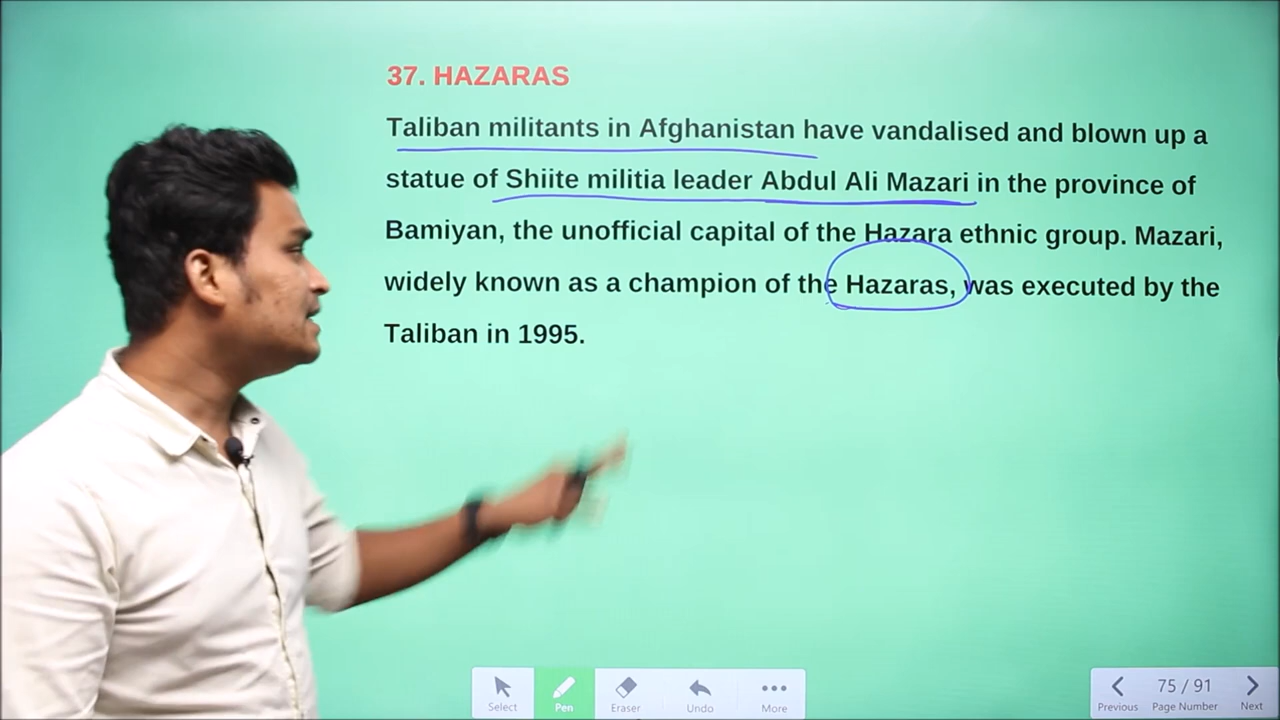 37. HAZARAS
Taliban militants in Afghanistan have vandalised and blown up a
statue of Shiite militia leader Abdul Ali Mazari in the province of
Bamiyan, the unofficial capital of the Hazara ethnic group. Mazari,
widely known as a champion of the Hazaras, was executed by the
Taliban in 1995.
Select Pen Eraser Undo More
Previous 75 / 91 Page Number Next